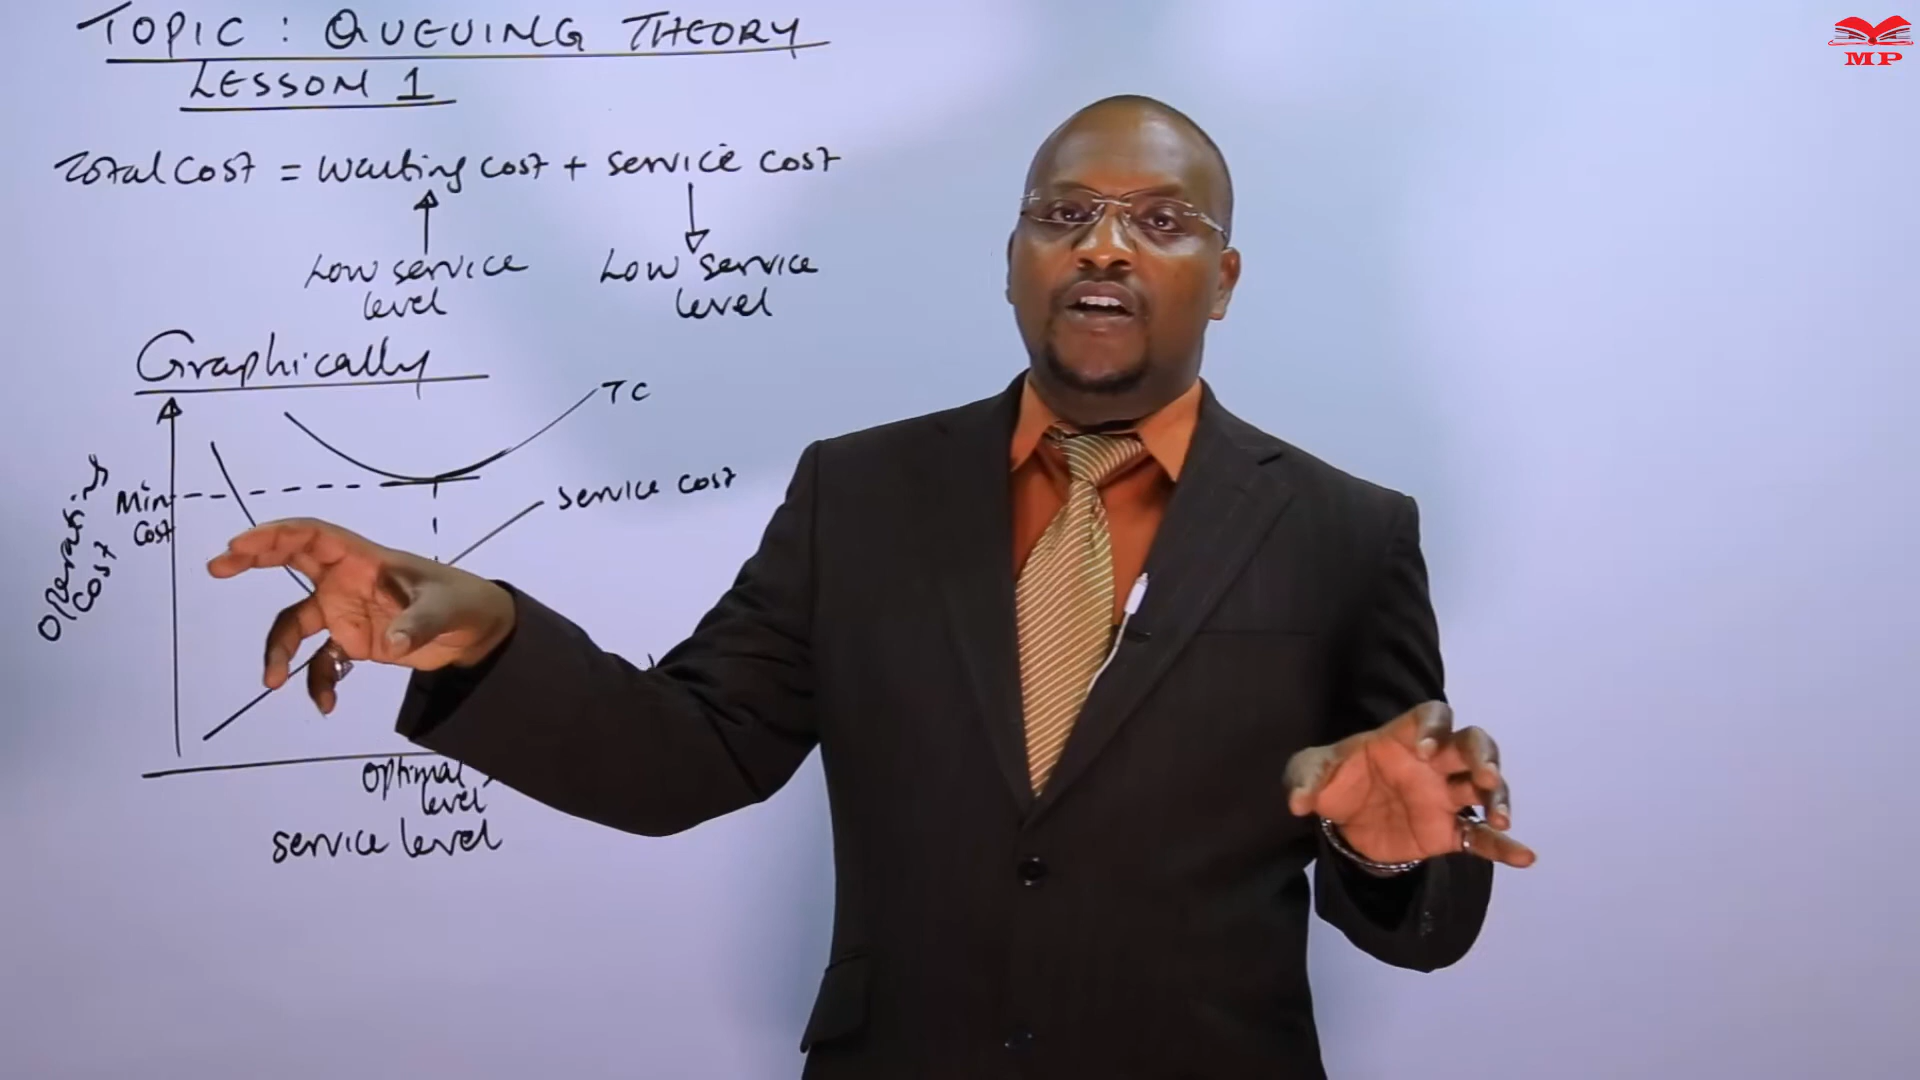 TOPIC : QUEUING THEORY
LESSON 1
Total Cost = waiting cost + service cost
Low service level
Low service level
Graphically
TC
service cost
Min Cost
Operating Cost
Optimal
level
service level
MP